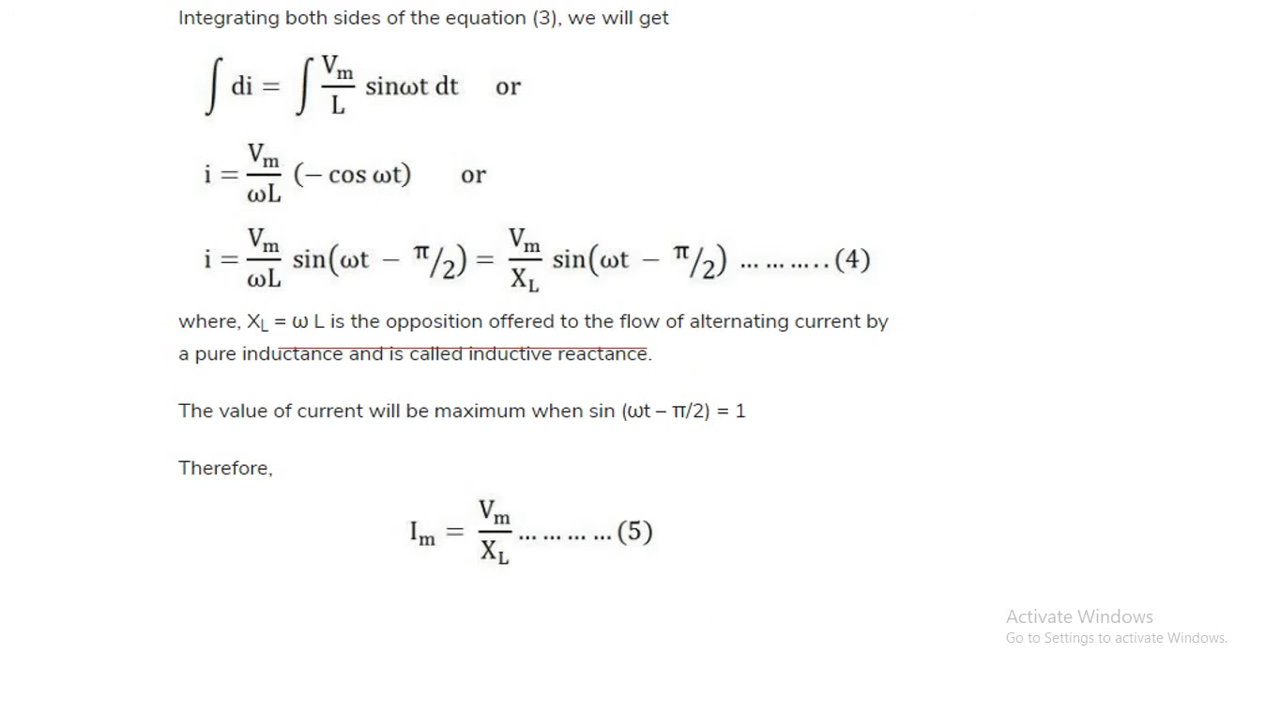 Integrating both sides of the equation (3), we will get
∫ di = ∫ Vm/L sinωt dt or
i = Vm/ωL (− cos ωt) or
i = Vm/ωL sin(ωt − π/2) = Vm/XL sin(ωt − π/2) ... ... ... . . (4)
where, XL = ω L is the opposition offered to the flow of alternating current by
a pure inductance and is called inductive reactance.
The value of current will be maximum when sin (ωt – π/2) = 1
Therefore,
Im = Vm/XL ... ... ... ... (5)
Activate Windows
Go to Settings to activate Windows.